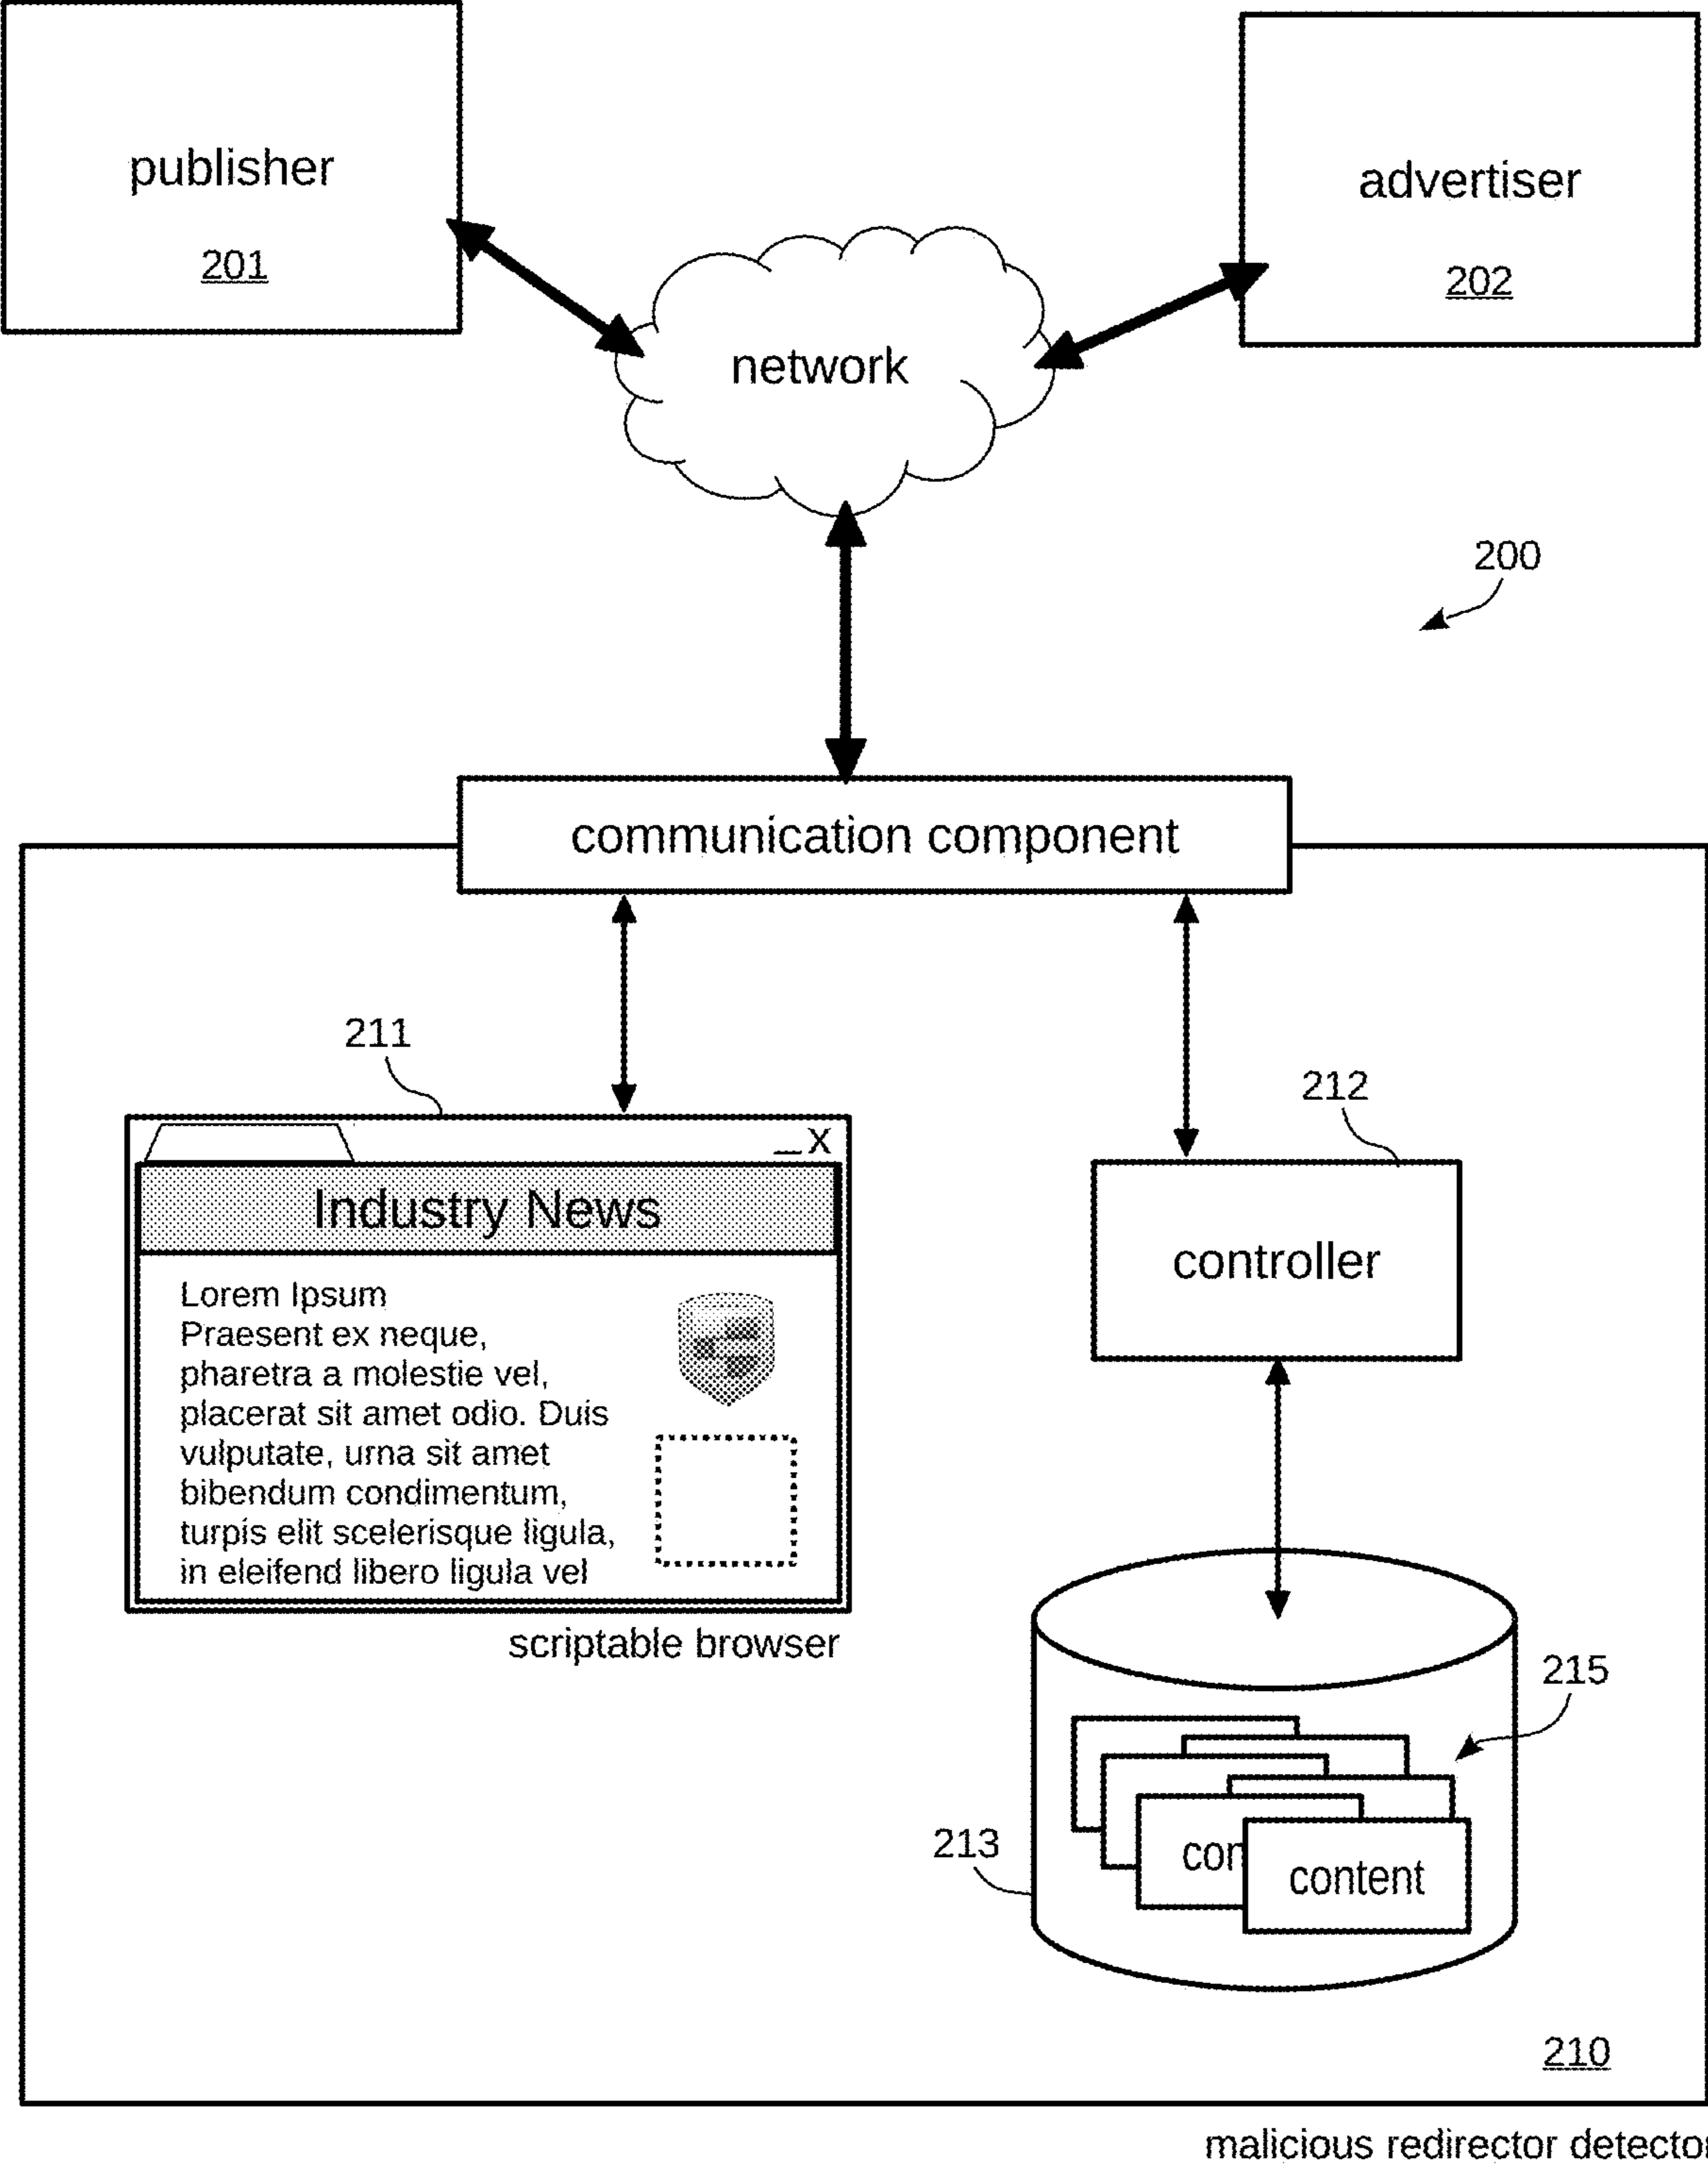 publisher
201
advertiser
202
network
200
communication component
211
_ X
Industry News
Lorem Ipsum
Praesent ex neque,
pharetra a molestie vel,
placerat sit amet odio. Duis
vulputate, urna sit amet
bibendum condimentum,
turpis elit scelerisque ligula,
in eleifend libero ligula vel
scriptable browser
212
controller
215
213
con
content
210
malicious redirector detector